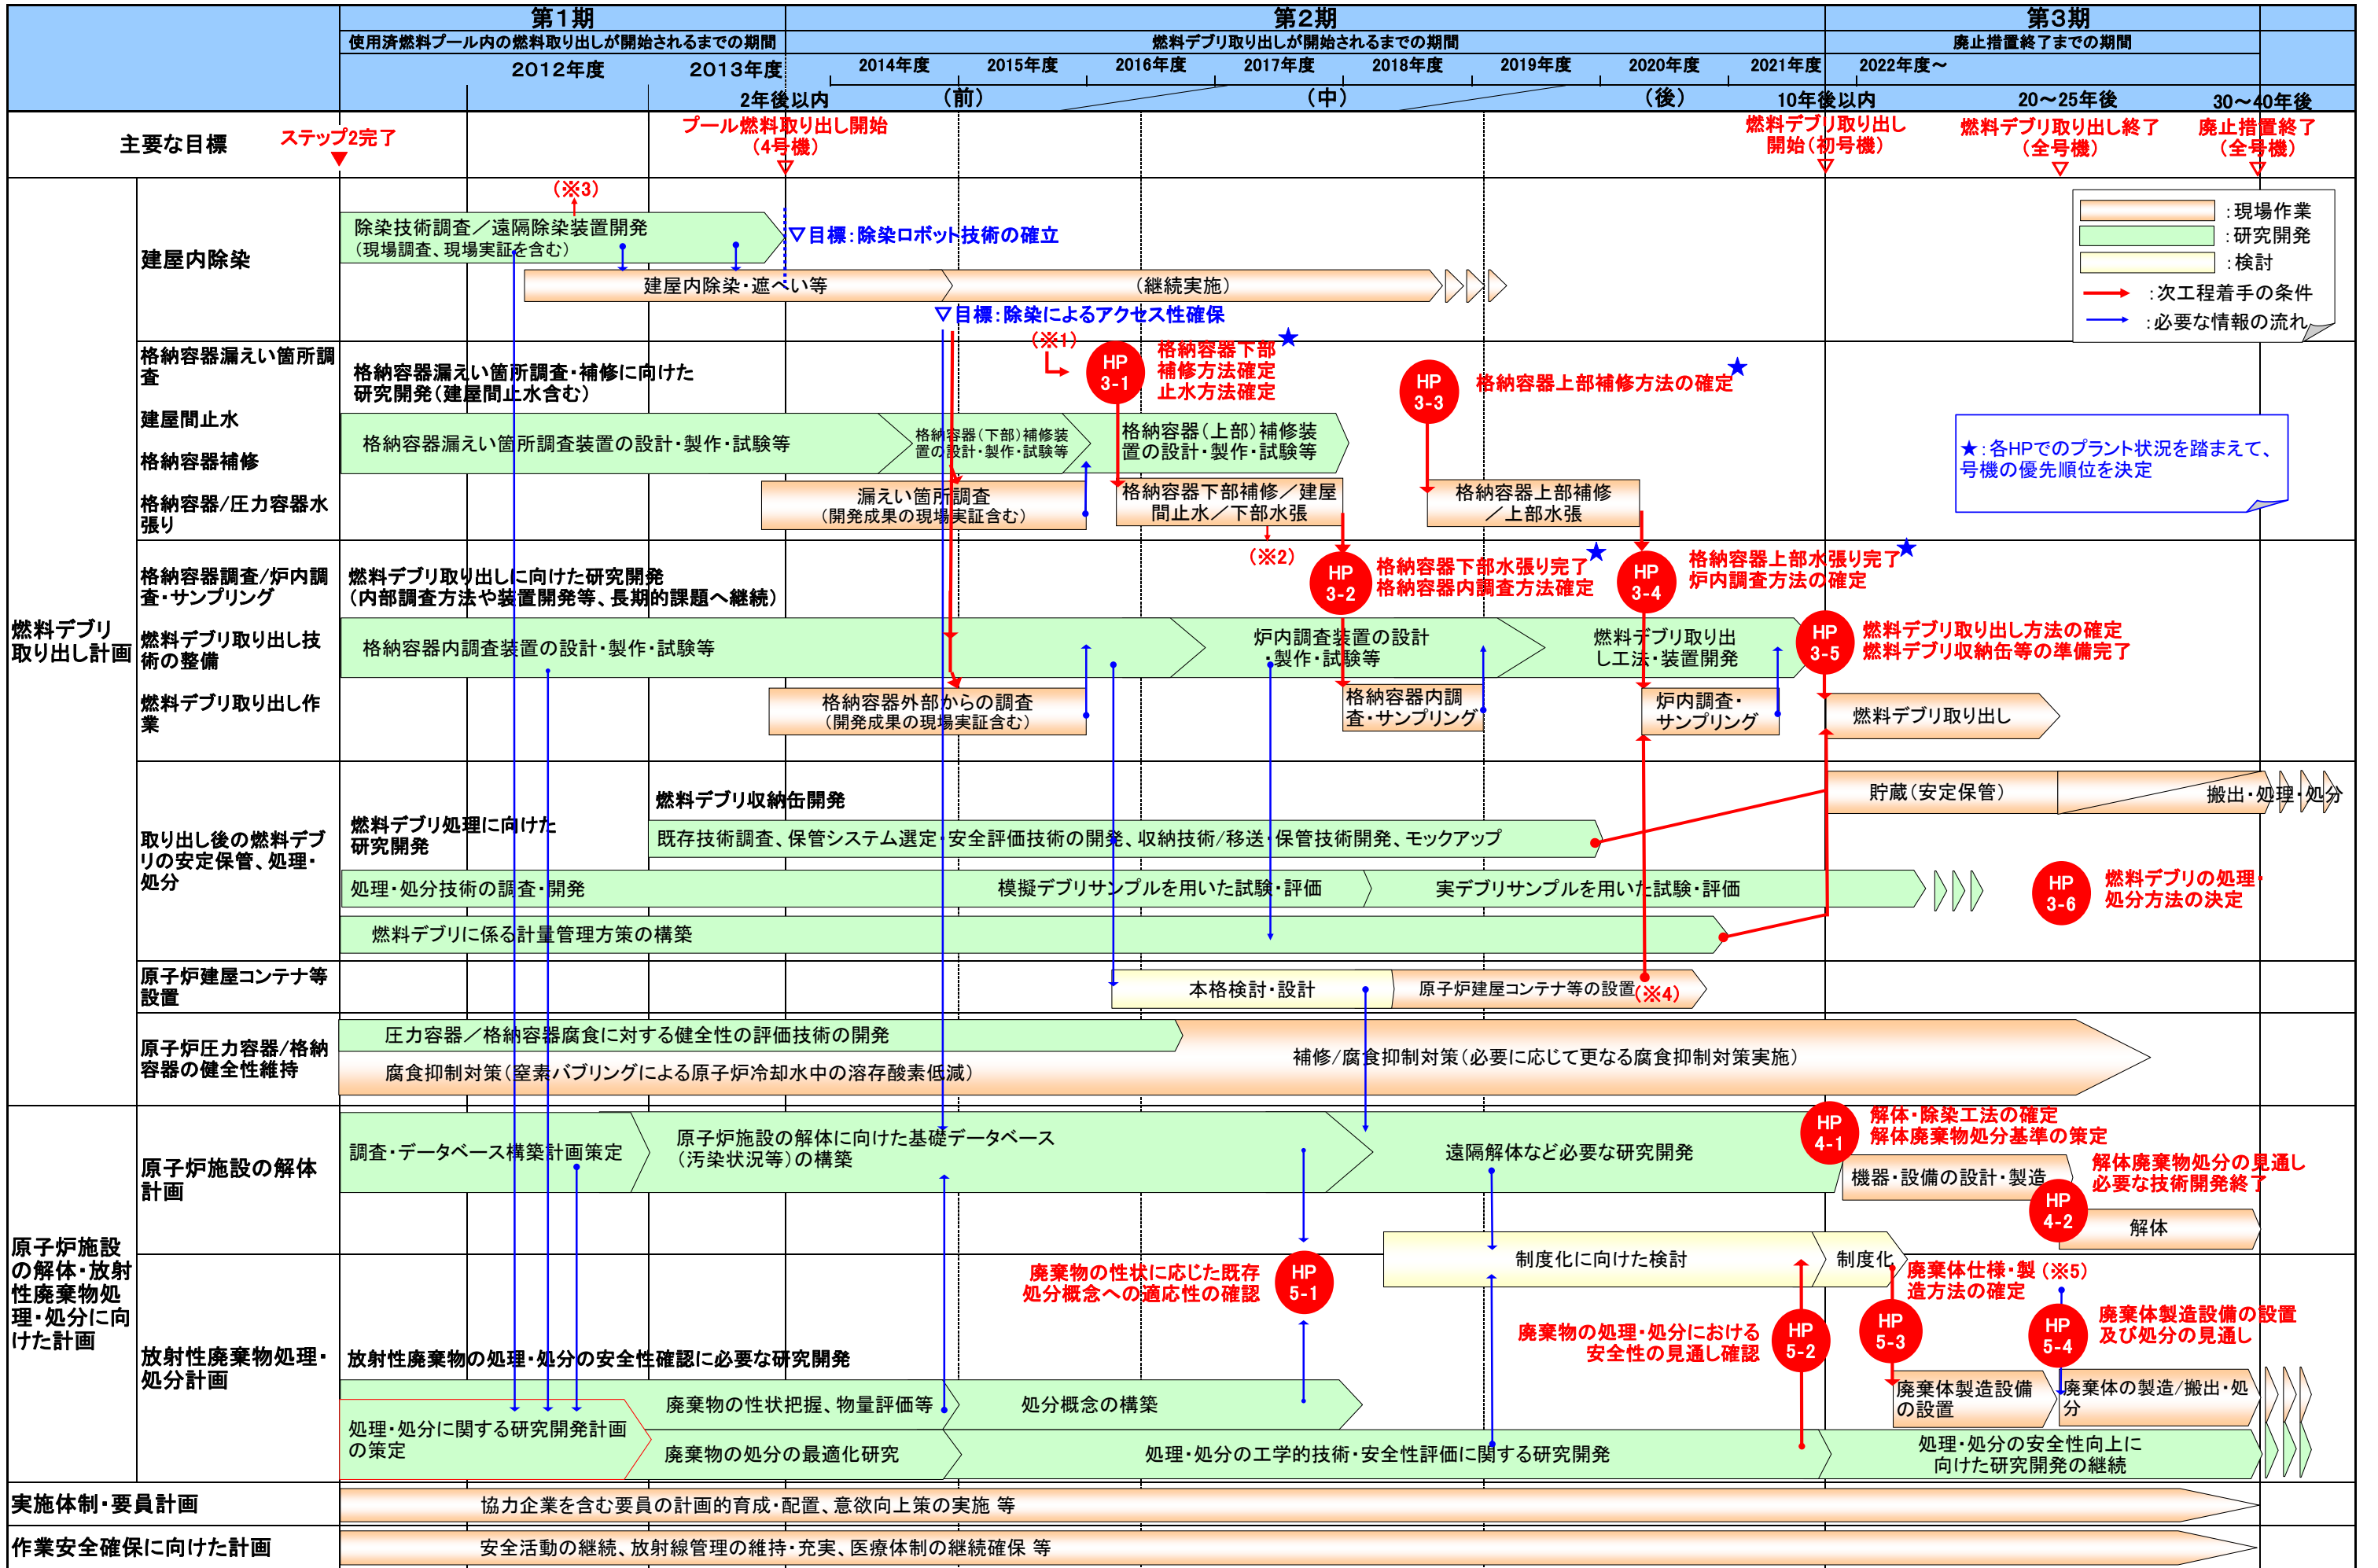 第1期
第2期
第3期
使用済燃料プール内の燃料取り出しが開始されるまでの期間
燃料デブリ取り出しが開始されるまでの期間
廃止措置終了までの期間
2012年度
2013年度
2014年度
2015年度
2016年度
2017年度
2018年度
2019年度
2020年度
2021年度
2022年度～
2年後以内
(前)
(中)
(後)
10年後以内
20～25年後
30～40年後
主要な目標
ステップ2完了
プール燃料取り出し開始
(4号機)
燃料デブリ取り出し
開始(初号機)
燃料デブリ取り出し終了
(全号機)
廃止措置終了
(全号機)
:現場作業
:研究開発
:検討
:次工程着手の条件
:必要な情報の流れ
燃料デブリ
取り出し計画
建屋内除染
(※3)
除染技術調査／遠隔除染装置開発
(現場調査、現場実証を含む)
▽目標:除染ロボット技術の確立
建屋内除染・遮へい等
(継続実施)
▽目標:除染によるアクセス性確保
格納容器漏えい箇所調
査
建屋間止水
格納容器補修
格納容器/圧力容器水
張り
格納容器漏えい箇所調査・補修に向けた
研究開発(建屋間止水含む)
(※1)
HP
3-1
格納容器下部
補修方法確定
止水方法確定
★
HP
3-3
格納容器上部補修方法の確定
★
★:各HPでのプラント状況を踏まえて、
号機の優先順位を決定
格納容器漏えい箇所調査装置の設計・製作・試験等
格納容器(下部)補修装
置の設計・製作・試験等
格納容器(上部)補修装
置の設計・製作・試験等
漏えい箇所調査
(開発成果の現場実証含む)
格納容器下部補修／建屋
間止水／下部水張
格納容器上部補修
／上部水張
(※2)
格納容器調査/炉内調
査・サンプリング
燃料デブリ取り出し技
術の整備
燃料デブリ取り出し作
業
燃料デブリ取り出しに向けた研究開発
(内部調査方法や装置開発等、長期的課題へ継続)
HP
3-2
格納容器下部水張り完了
格納容器内調査方法確定
★
HP
3-4
格納容器上部水張り完了
炉内調査方法の確定
★
HP
3-5
燃料デブリ取り出し方法の確定
燃料デブリ収納缶等の準備完了
格納容器内調査装置の設計・製作・試験等
炉内調査装置の設計
・製作・試験等
燃料デブリ取り出
し工法・装置開発
格納容器外部からの調査
(開発成果の現場実証含む)
格納容器内調
査・サンプリング
炉内調査・
サンプリング
燃料デブリ取り出し
取り出し後の燃料デブ
リの安定保管、処理・
処分
燃料デブリ処理に向けた
研究開発
燃料デブリ収納缶開発
貯蔵(安定保管)
搬出・処理・処分
既存技術調査、保管システム選定・安全評価技術の開発、収納技術/移送・保管技術開発、モックアップ
処理・処分技術の調査・開発
模擬デブリサンプルを用いた試験・評価
実デブリサンプルを用いた試験・評価
HP
3-6
燃料デブリの処理・
処分方法の決定
燃料デブリに係る計量管理方策の構築
原子炉建屋コンテナ等
設置
本格検討・設計
原子炉建屋コンテナ等の設置
(※4)
原子炉圧力容器/格納
容器の健全性維持
圧力容器／格納容器腐食に対する健全性の評価技術の開発
腐食抑制対策(窒素バブリングによる原子炉冷却水中の溶存酸素低減)
補修/腐食抑制対策(必要に応じて更なる腐食抑制対策実施)
原子炉施設
の解体・放射
性廃棄物処
理・処分に向
けた計画
原子炉施設の解体
計画
調査・データベース構築計画策定
原子炉施設の解体に向けた基礎データベース
(汚染状況等)の構築
遠隔解体など必要な研究開発
HP
4-1
解体・除染工法の確定
解体廃棄物処分基準の策定
機器・設備の設計・製造
HP
4-2
解体廃棄物処分の見通し
必要な技術開発終了
解体
制度化に向けた検討
制度化
放射性廃棄物処理・
処分計画
放射性廃棄物の処理・処分の安全性確認に必要な研究開発
廃棄物の性状に応じた既存
処分概念への適応性の確認
HP
5-1
廃棄物の処理・処分における
安全性の見通し確認
HP
5-2
HP
5-3
廃棄体仕様・製
造方法の確定
(※5)
HP
5-4
廃棄体製造設備の設置
及び処分の見通し
処理・処分に関する研究開発計画
の策定
廃棄物の性状把握、物量評価等
処分概念の構築
廃棄体製造設備
の設置
廃棄体の製造/搬出・処
分
廃棄物の処分の最適化研究
処理・処分の工学的技術・安全性評価に関する研究開発
処理・処分の安全性向上に
向けた研究開発の継続
実施体制・要員計画
協力企業を含む要員の計画的育成・配置、意欲向上策の実施 等
作業安全確保に向けた計画
安全活動の継続、放射線管理の維持・充実、医療体制の継続確保 等